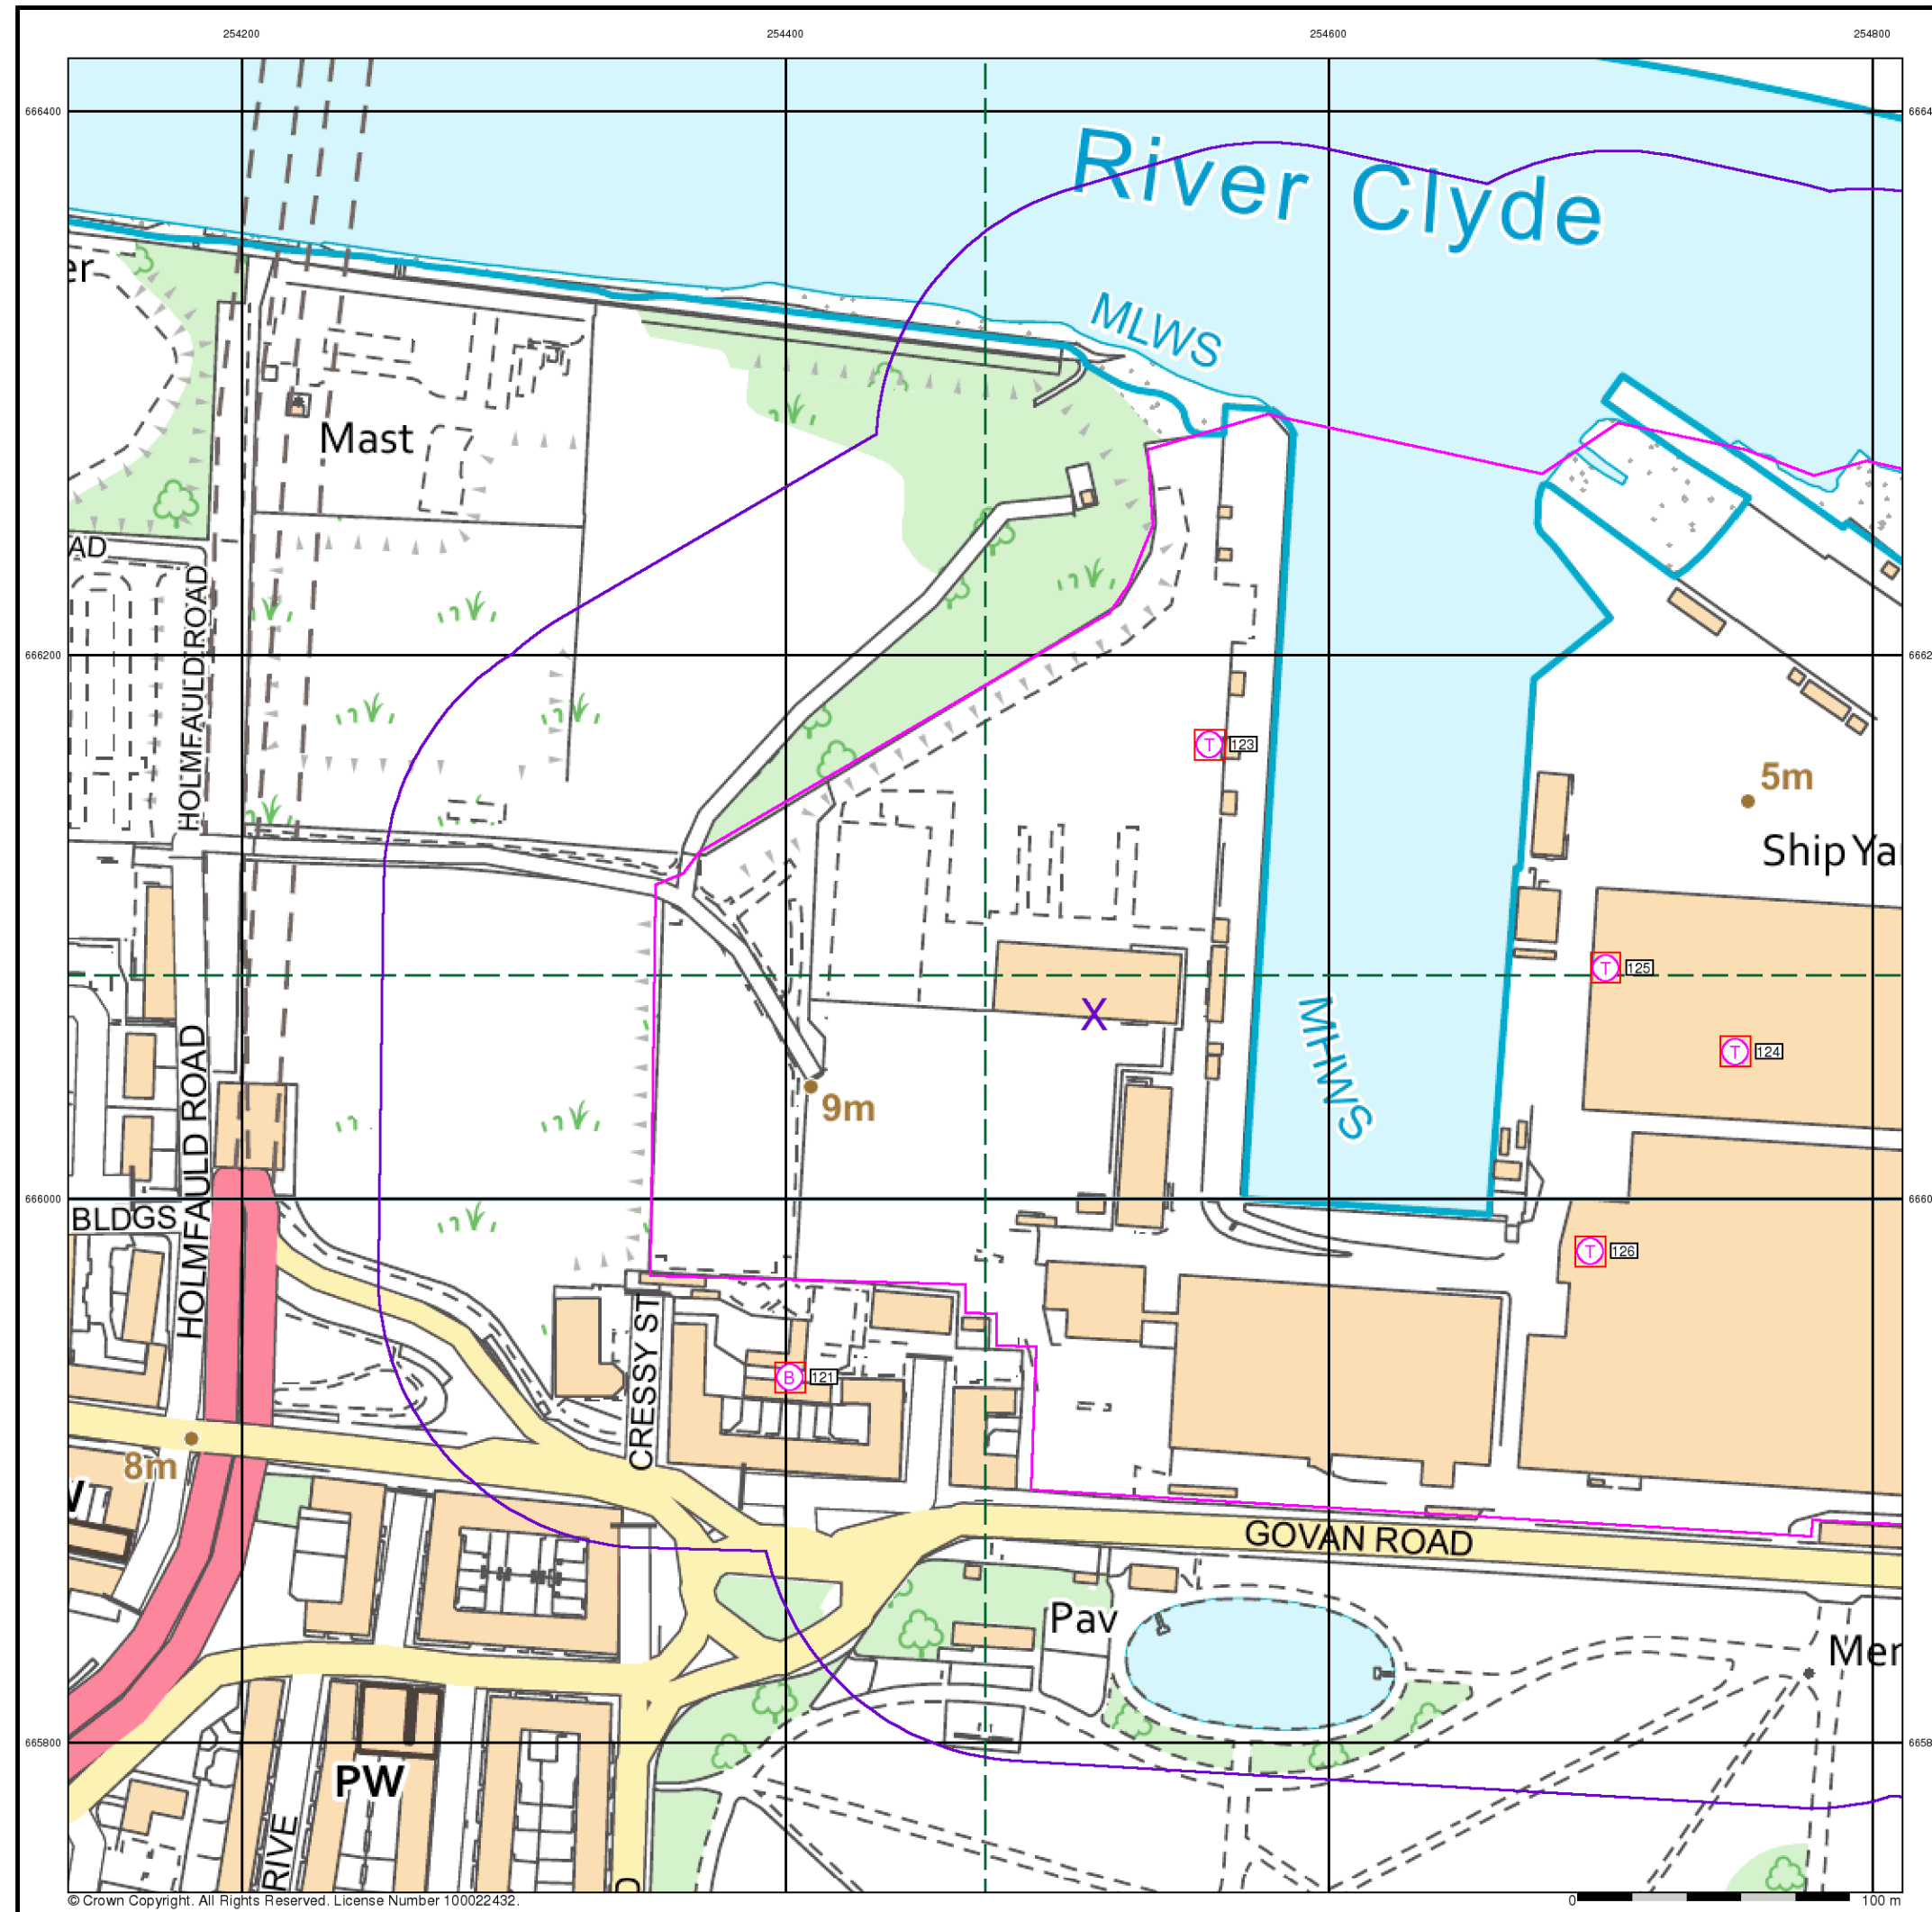 254200
254400
254600
254800
666400
River Clyde
er
MLWS
Mast
AD
HOLMFAULD ROAD
666200
T 123
5m
Ship Ya
T 125
X
T 124
MHWS
9m
HOLMFAULD ROAD
666000
BLDGS
T 126
CRESSY ST
B 121
8m
GOVAN ROAD
Pav
Mer
665800
PW
RIVE
© Crown Copyright. All Rights Reserved. License Number 100022432.
0 100 m